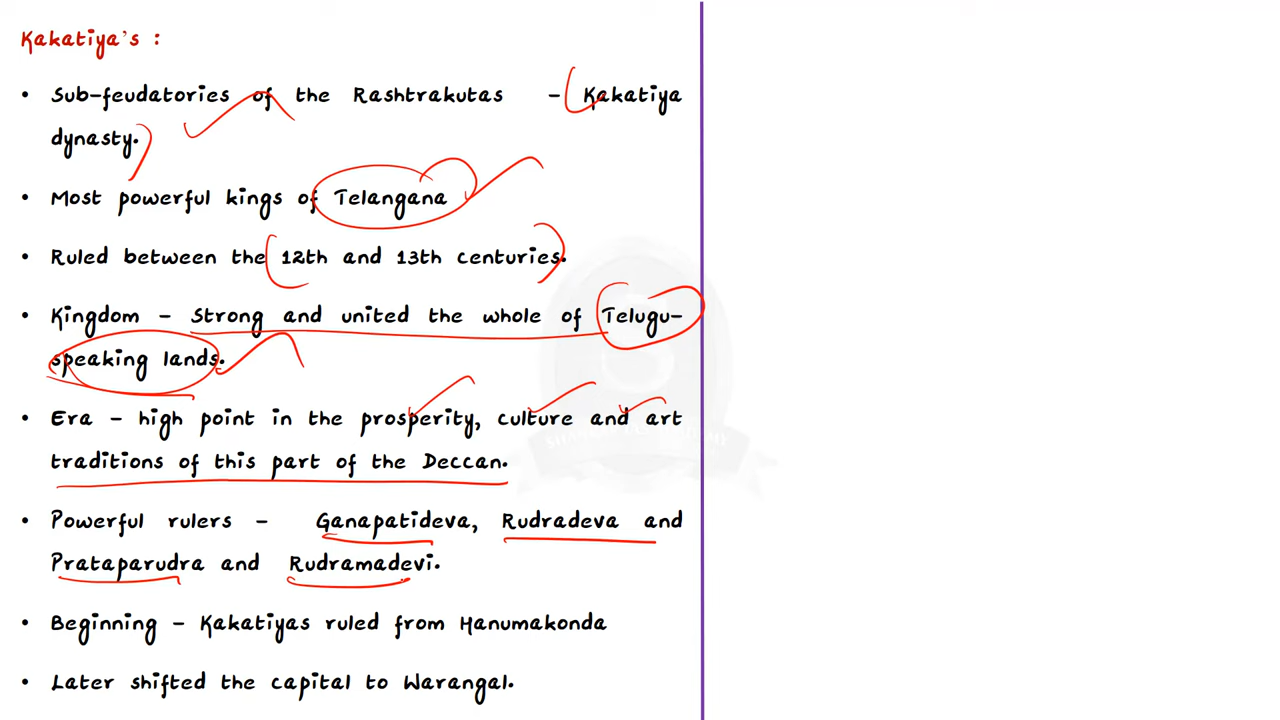 Kakatiya's :
• Sub-feudatories of the Rashtrakutas - Kakatiya
dynasty.
• Most powerful kings of Telangana
• Ruled between the 12th and 13th centuries.
• Kingdom - Strong and united the whole of Telugu-
speaking lands.
• Era - high point in the prosperity, culture and art
traditions of this part of the Deccan.
• Powerful rulers - Ganapatideva, Rudradeva and
Prataparudra and Rudramadevi.
• Beginning - Kakatiyas ruled from Hanumakonda
• Later shifted the capital to Warangal.